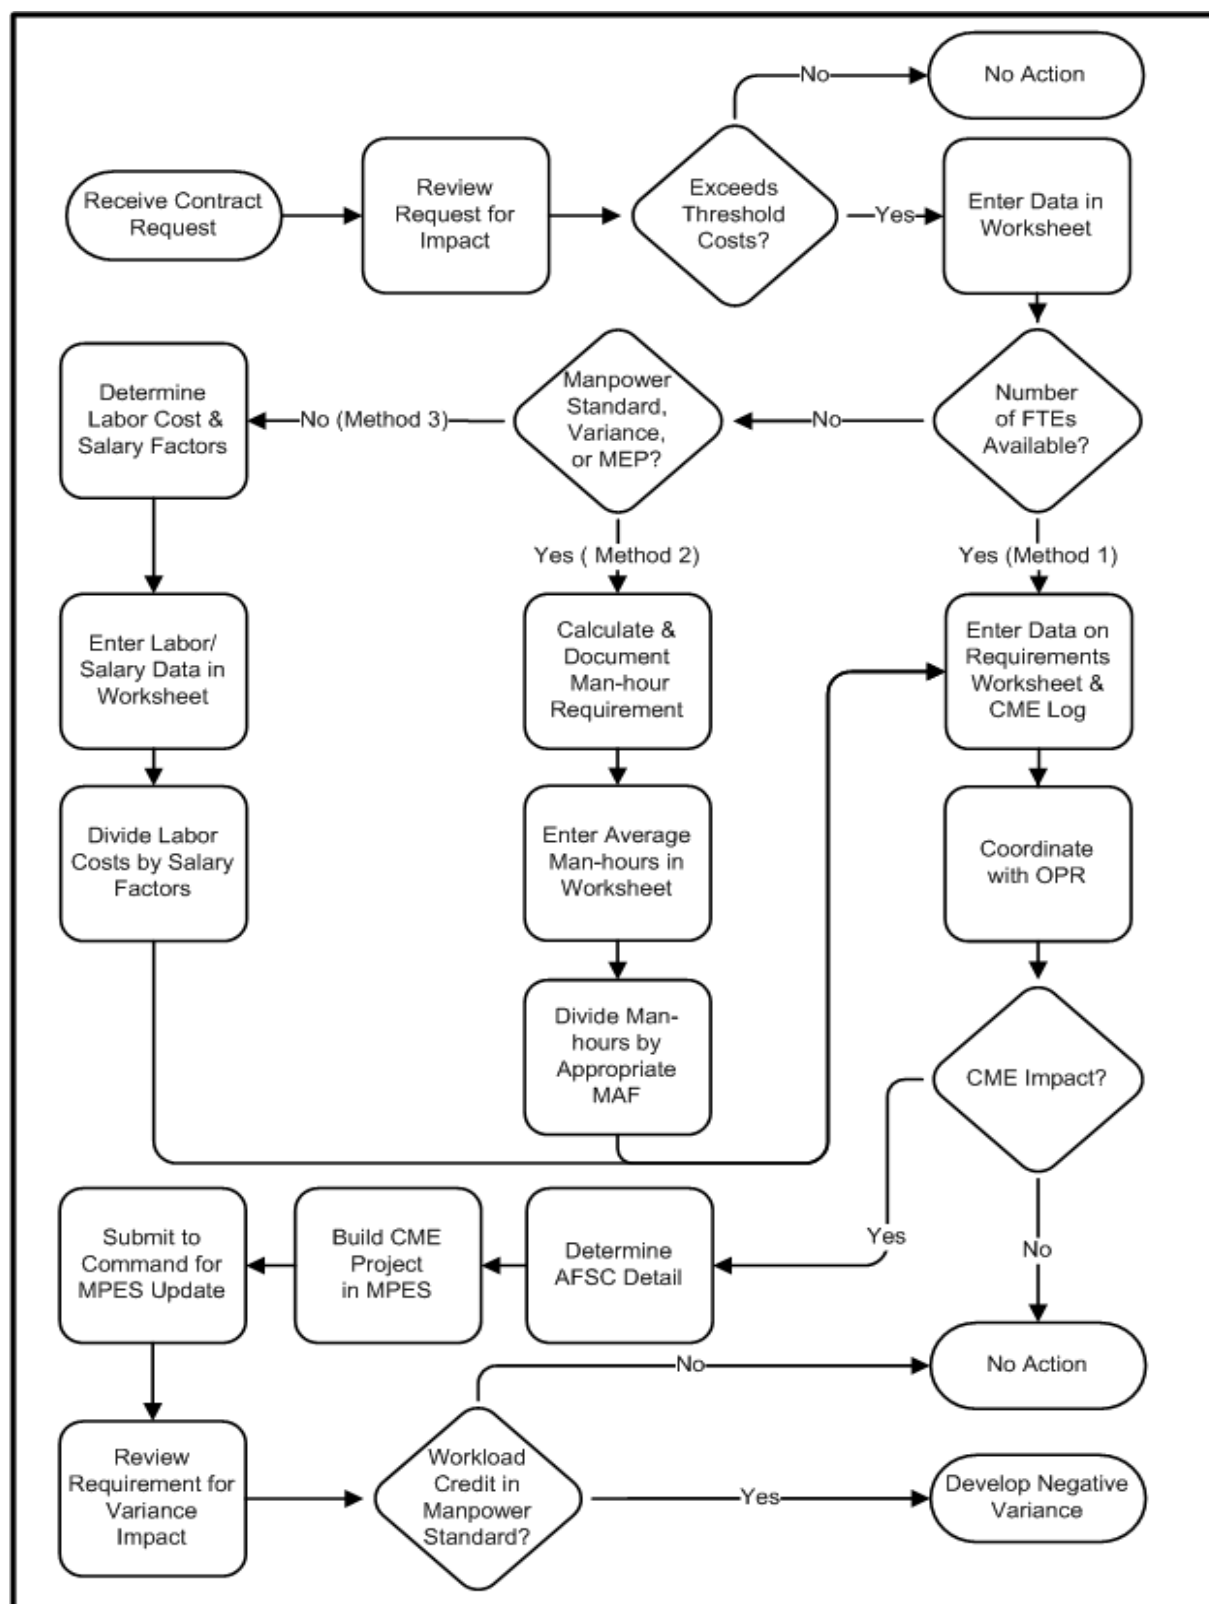 No
No Action
Receive Contract
Request
Review
Request for
Impact
Exceeds
Threshold
Costs?
Yes
Enter Data in
Worksheet
Determine
Labor Cost &
Salary Factors
No (Method 3)
Manpower
Standard,
Variance,
or MEP?
No
Number
of FTEs
Available?
Yes ( Method 2)
Yes (Method 1)
Enter Labor/
Salary Data in
Worksheet
Calculate &
Document
Man-hour
Requirement
Enter Data on
Requirements
Worksheet &
CME Log
Divide Labor
Costs by Salary
Factors
Enter Average
Man-hours in
Worksheet
Coordinate
with OPR
Divide Man-
hours by
Appropriate
MAF
CME Impact?
Submit to
Command for
MPES Update
Build CME
Project
in MPES
Determine
AFSC Detail
Yes
No
No
No Action
Review
Requirement for
Variance
Impact
Workload
Credit in
Manpower
Standard?
Yes
Develop Negative
Variance